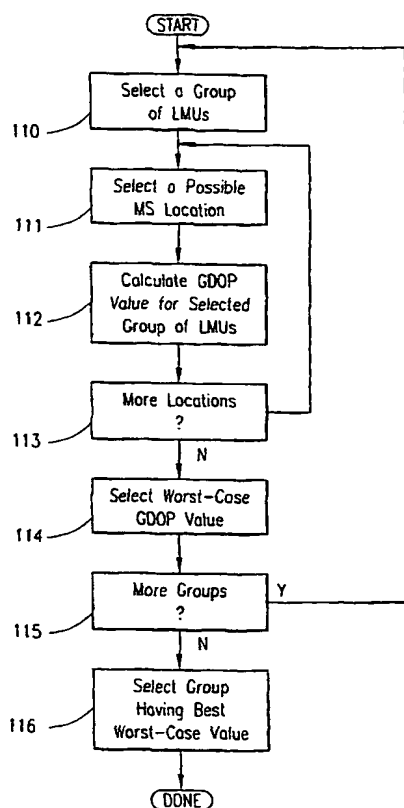 START
110
Select a Group
of LMUs
111
Select a Possible
MS Location
112
Calculate GDOP
Value for Selected
Group of LMUs
113
More Locations
?
N
114
Select Worst-Case
GDOP Value
115
More Groups
?
Y
N
116
Select Group
Having Best
Worst-Case Value
DONE